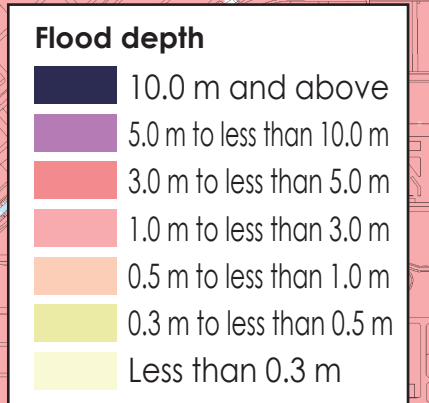 Flood depth
10.0 m and above
5.0 m to less than 10.0 m
3.0 m to less than 5.0 m
1.0 m to less than 3.0 m
0.5 m to less than 1.0 m
0.3 m to less than 0.5 m
Less than 0.3 m